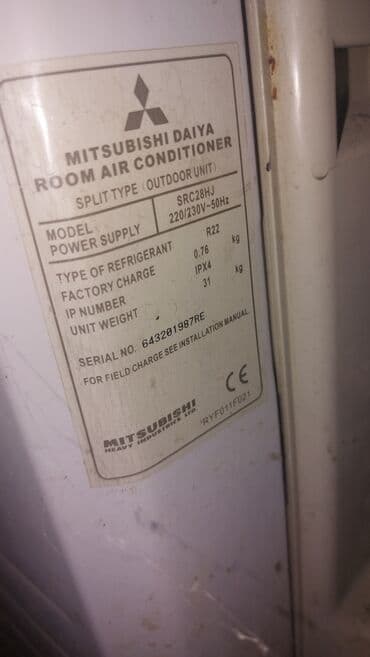 MITSUBISHI DAIYA
ROOM AIR CONDITIONER
SPLIT TYPE (OUTDOOR UNIT)
MODEL SRC28HJ
POWER SUPPLY 220/230V~50Hz
TYPE OF REFRIGERANT R22
FACTORY CHARGE 0.76 kg
IP NUMBER IPX4
UNIT WEIGHT 31 kg
SERIAL NO. 643201987RE
FOR FIELD CHARGE SEE INSTALLATION MANUAL
CE
MITSUBISHI
HEAVY INDUSTRIES, LTD.
RYF011F021